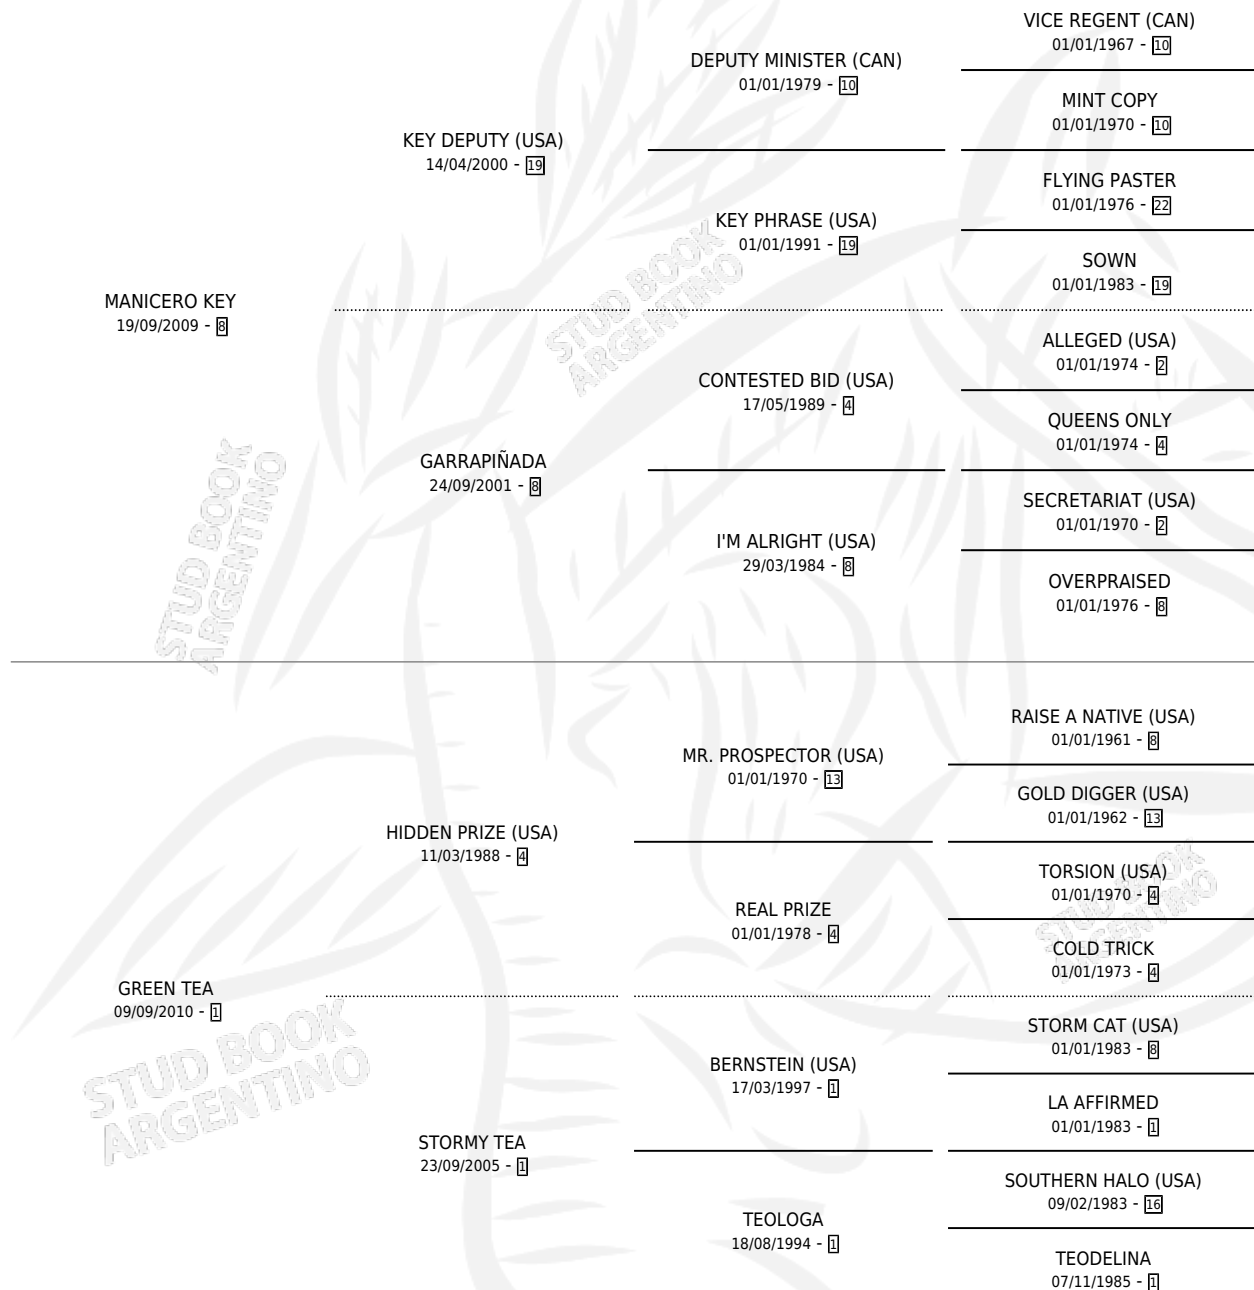 VICE REGENT (CAN)
01/01/1967 - 10
DEPUTY MINISTER (CAN)
01/01/1979 - 10
MINT COPY
01/01/1970 - 10
KEY DEPUTY (USA)
14/04/2000 - 19
FLYING PASTER
01/01/1976 - 22
KEY PHRASE (USA)
01/01/1991 - 19
SOWN
01/01/1983 - 19
MANICERO KEY
19/09/2009 - 8
STUD BOOK
ARGENTINO
ALLEGED (USA)
01/01/1974 - 2
CONTESTED BID (USA)
17/05/1989 - 4
QUEENS ONLY
01/01/1974 - 4
GARRAPIÑADA
24/09/2001 - 8
SECRETARIAT (USA)
01/01/1970 - 2
I'M ALRIGHT (USA)
29/03/1984 - 8
OVERPRAISED
01/01/1976 - 8
STUD BOOK
ARGENTINO
RAISE A NATIVE (USA)
01/01/1961 - 8
MR. PROSPECTOR (USA)
01/01/1970 - 13
GOLD DIGGER (USA)
01/01/1962 - 13
HIDDEN PRIZE (USA)
11/03/1988 - 4
TORSION (USA)
01/01/1970 - 4
REAL PRIZE
01/01/1978 - 4
COLD TRICK
01/01/1973 - 4
STUD BOOK
ARGENTINO
GREEN TEA
09/09/2010 - 1
STORM CAT (USA)
01/01/1983 - 8
BERNSTEIN (USA)
17/03/1997 - 1
LA AFFIRMED
01/01/1983 - 1
STUD BOOK
ARGENTINO
STORMY TEA
23/09/2005 - 1
SOUTHERN HALO (USA)
09/02/1983 - 16
TEOLOGA
18/08/1994 - 1
TEODELINA
07/11/1985 - 1